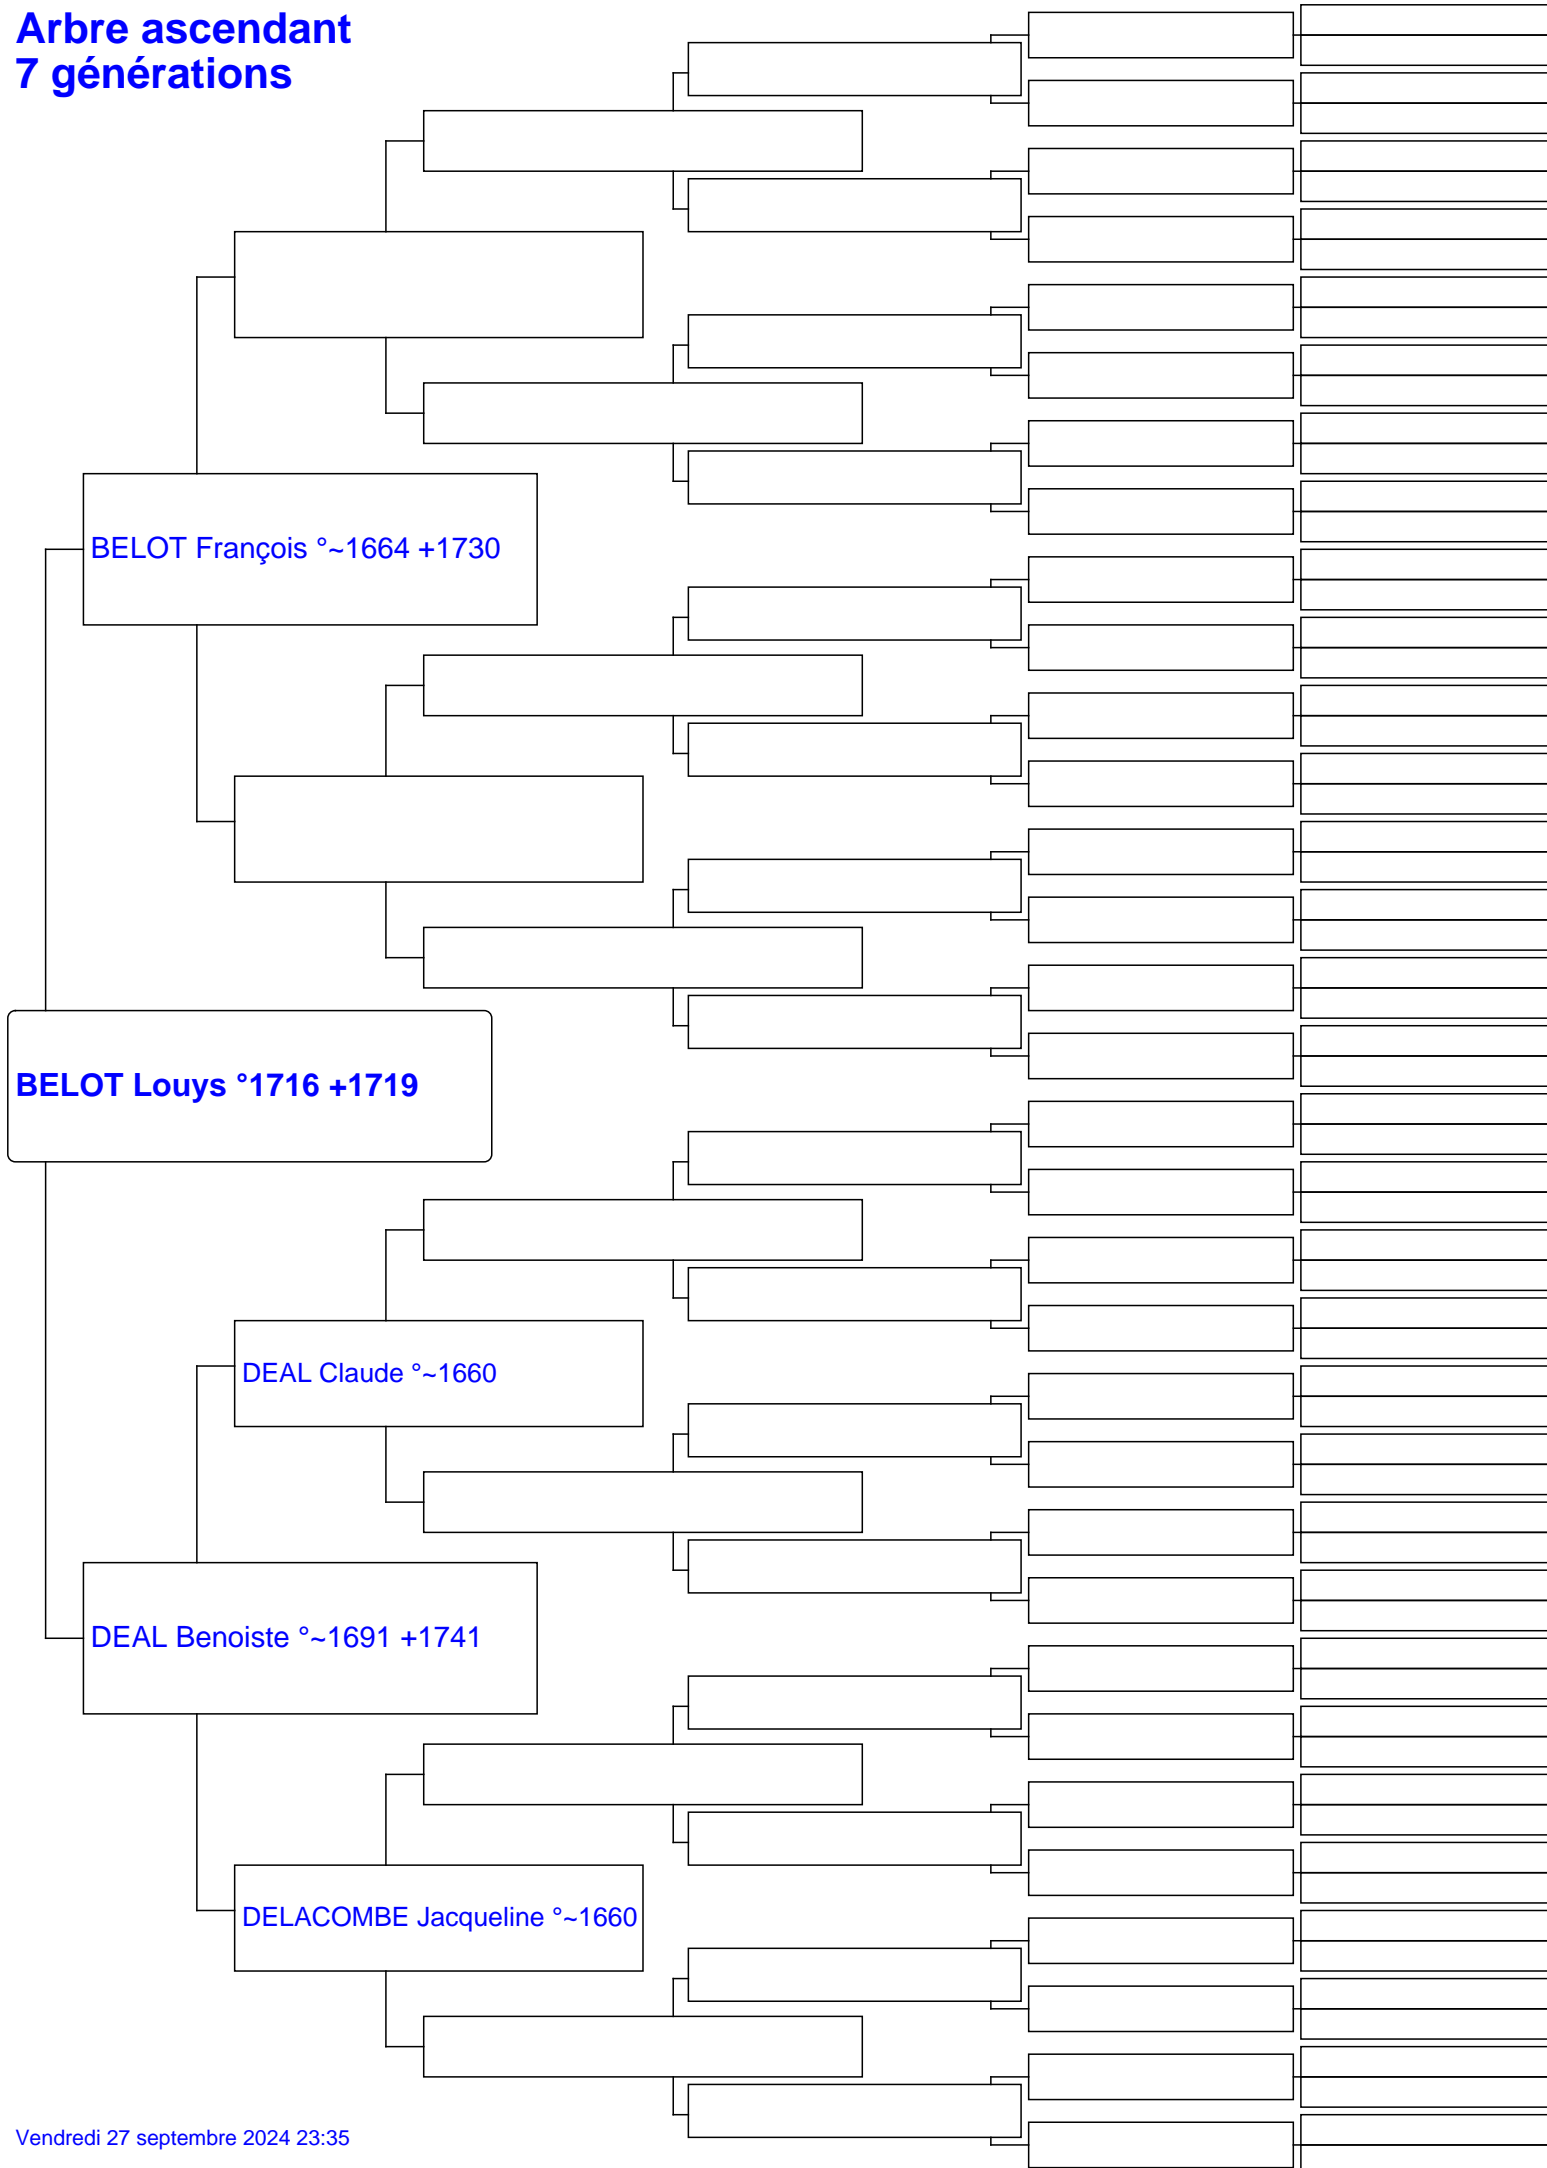 Arbre ascendant
7 générations
BELOT François °~1664 +1730
BELOT Louys °1716 +1719
DEAL Claude °~1660
DEAL Benoiste °~1691 +1741
DELACOMBE Jacqueline °~1660
Vendredi 27 septembre 2024 23:35